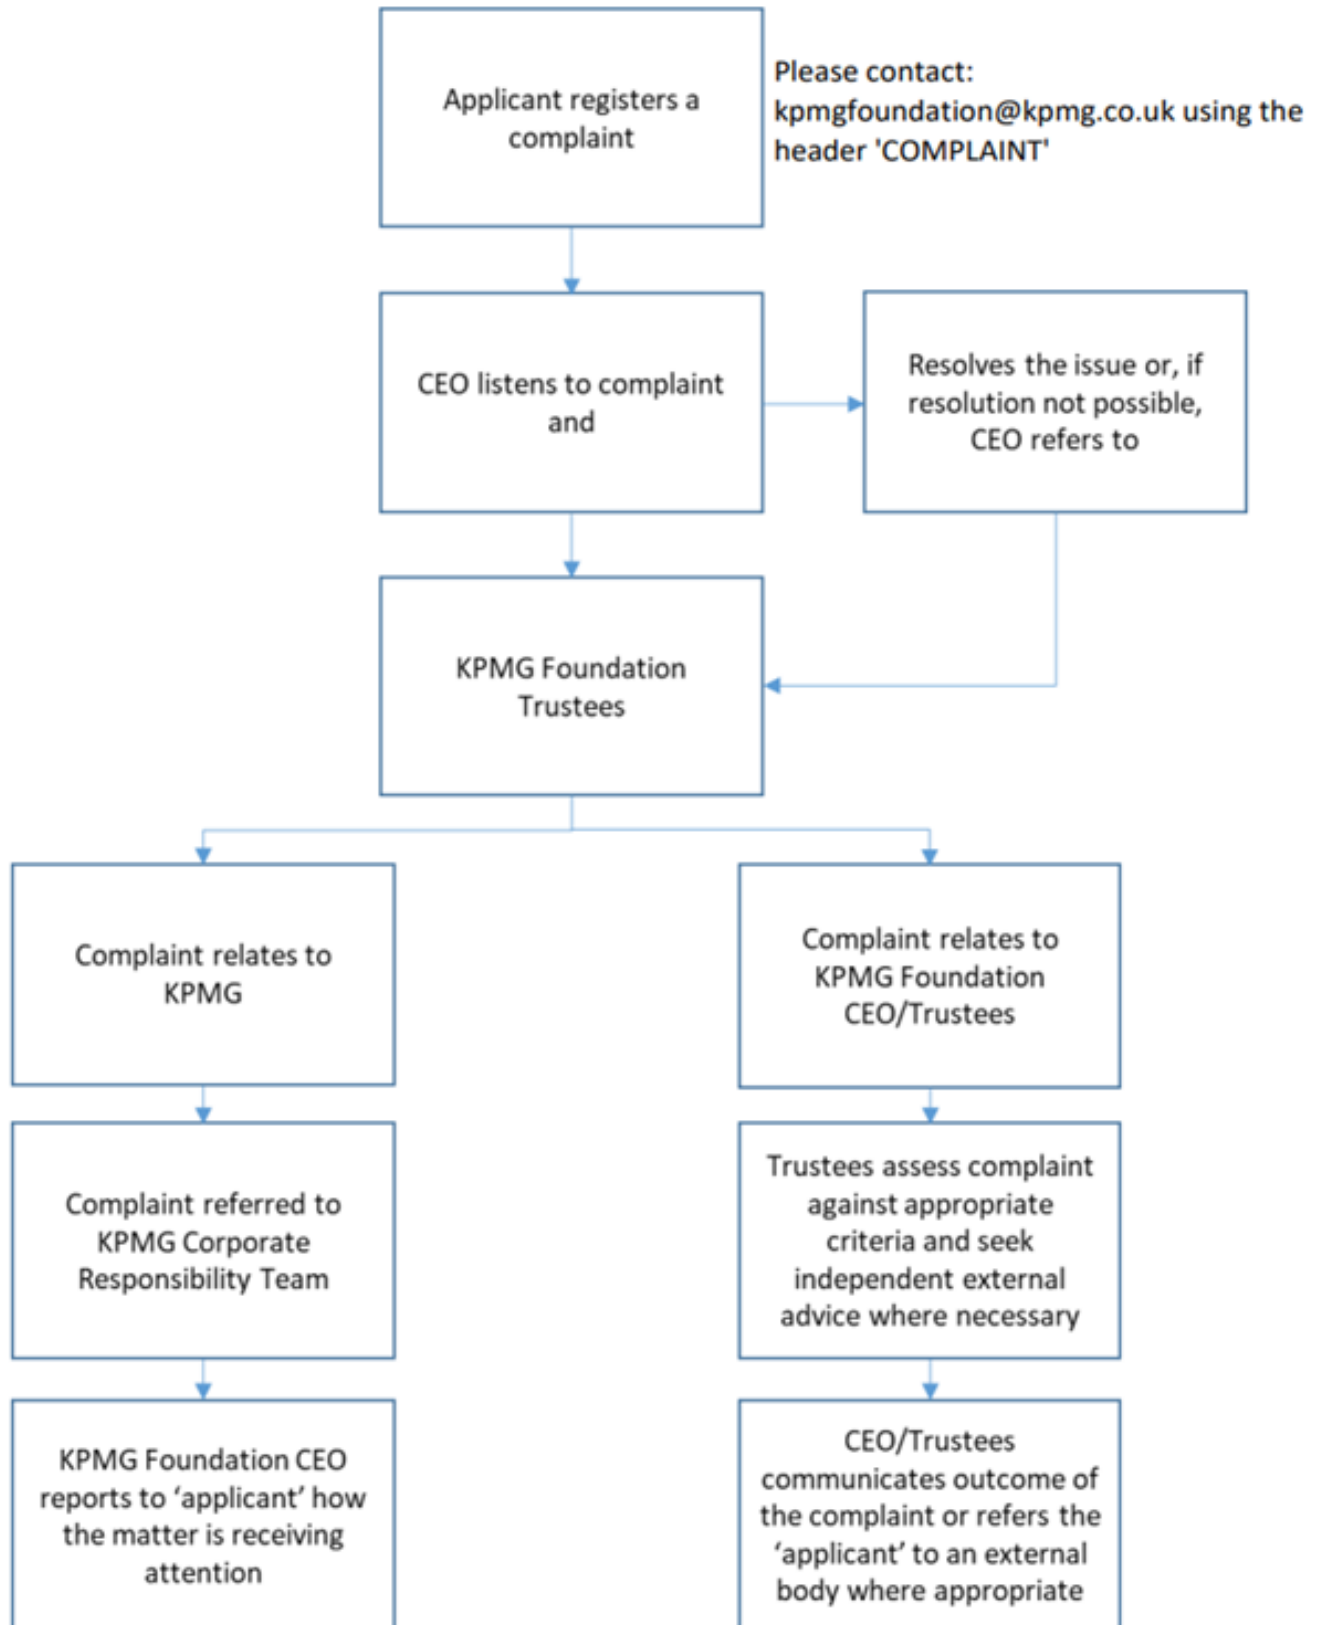 Applicant registers a
complaint
Please contact:
kpmgfoundation@kpmg.co.uk using the
header 'COMPLAINT'
CEO listens to complaint
and
Resolves the issue or, if
resolution not possible,
CEO refers to
KPMG Foundation
Trustees
Complaint relates to
KPMG
Complaint relates to
KPMG Foundation
CEO/Trustees
Complaint referred to
KPMG Corporate
Responsibility Team
Trustees assess complaint
against appropriate
criteria and seek
independent external
advice where necessary
KPMG Foundation CEO
reports to ‘applicant’ how
the matter is receiving
attention
CEO/Trustees
communicates outcome of
the complaint or refers the
‘applicant’ to an external
body where appropriate